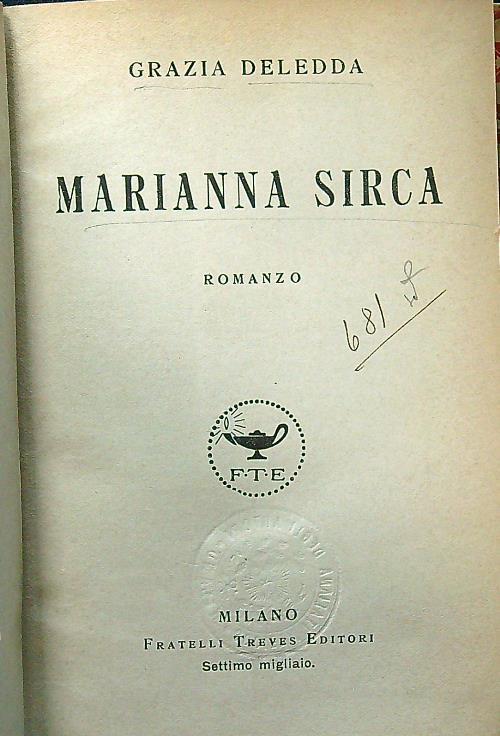 GRAZIA DELEDDA
MARIANNA SIRCA
ROMANZO
681
F·T·E
MILANO
FRATELLI TREVES EDITORI
Settimo migliaio.